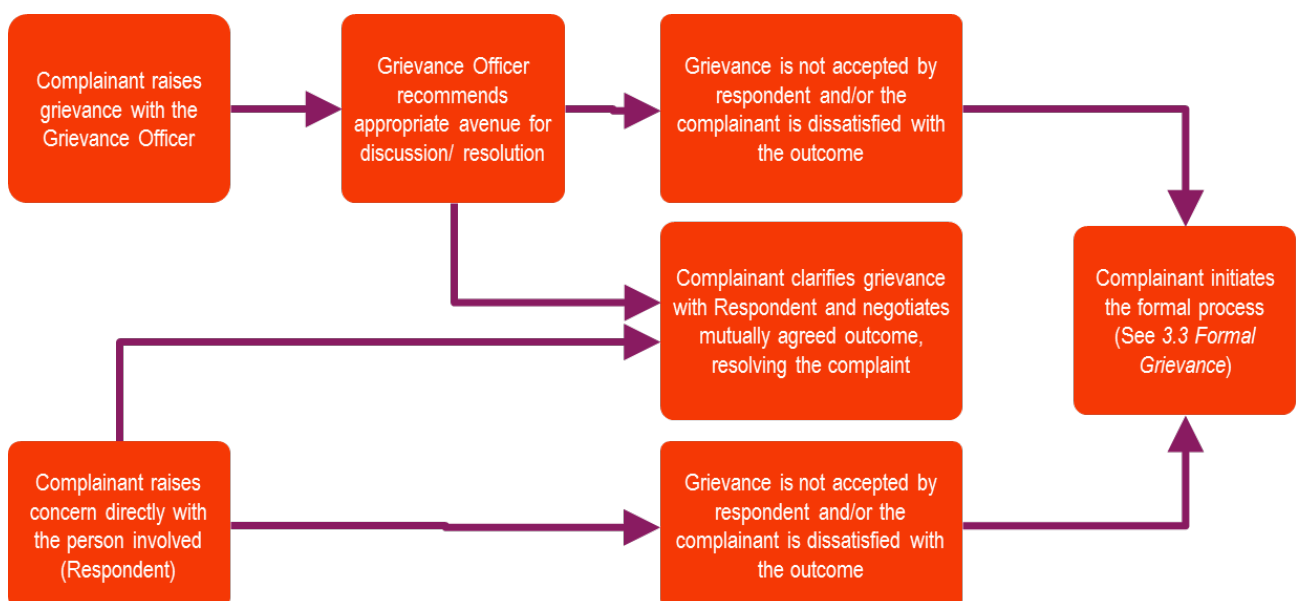 Complainant raises
grievance with the
Grievance Officer
Grievance Officer
recommends
appropriate avenue for
discussion/ resolution
Grievance is not accepted by
respondent and/or the
complainant is dissatisfied with
the outcome
Complainant clarifies grievance
with Respondent and negotiates
mutually agreed outcome,
resolving the complaint
Complainant initiates
the formal process
(See 3.3 Formal
Grievance)
Complainant raises
concern directly with
the person involved
(Respondent)
Grievance is not accepted by
respondent and/or the
complainant is dissatisfied with
the outcome